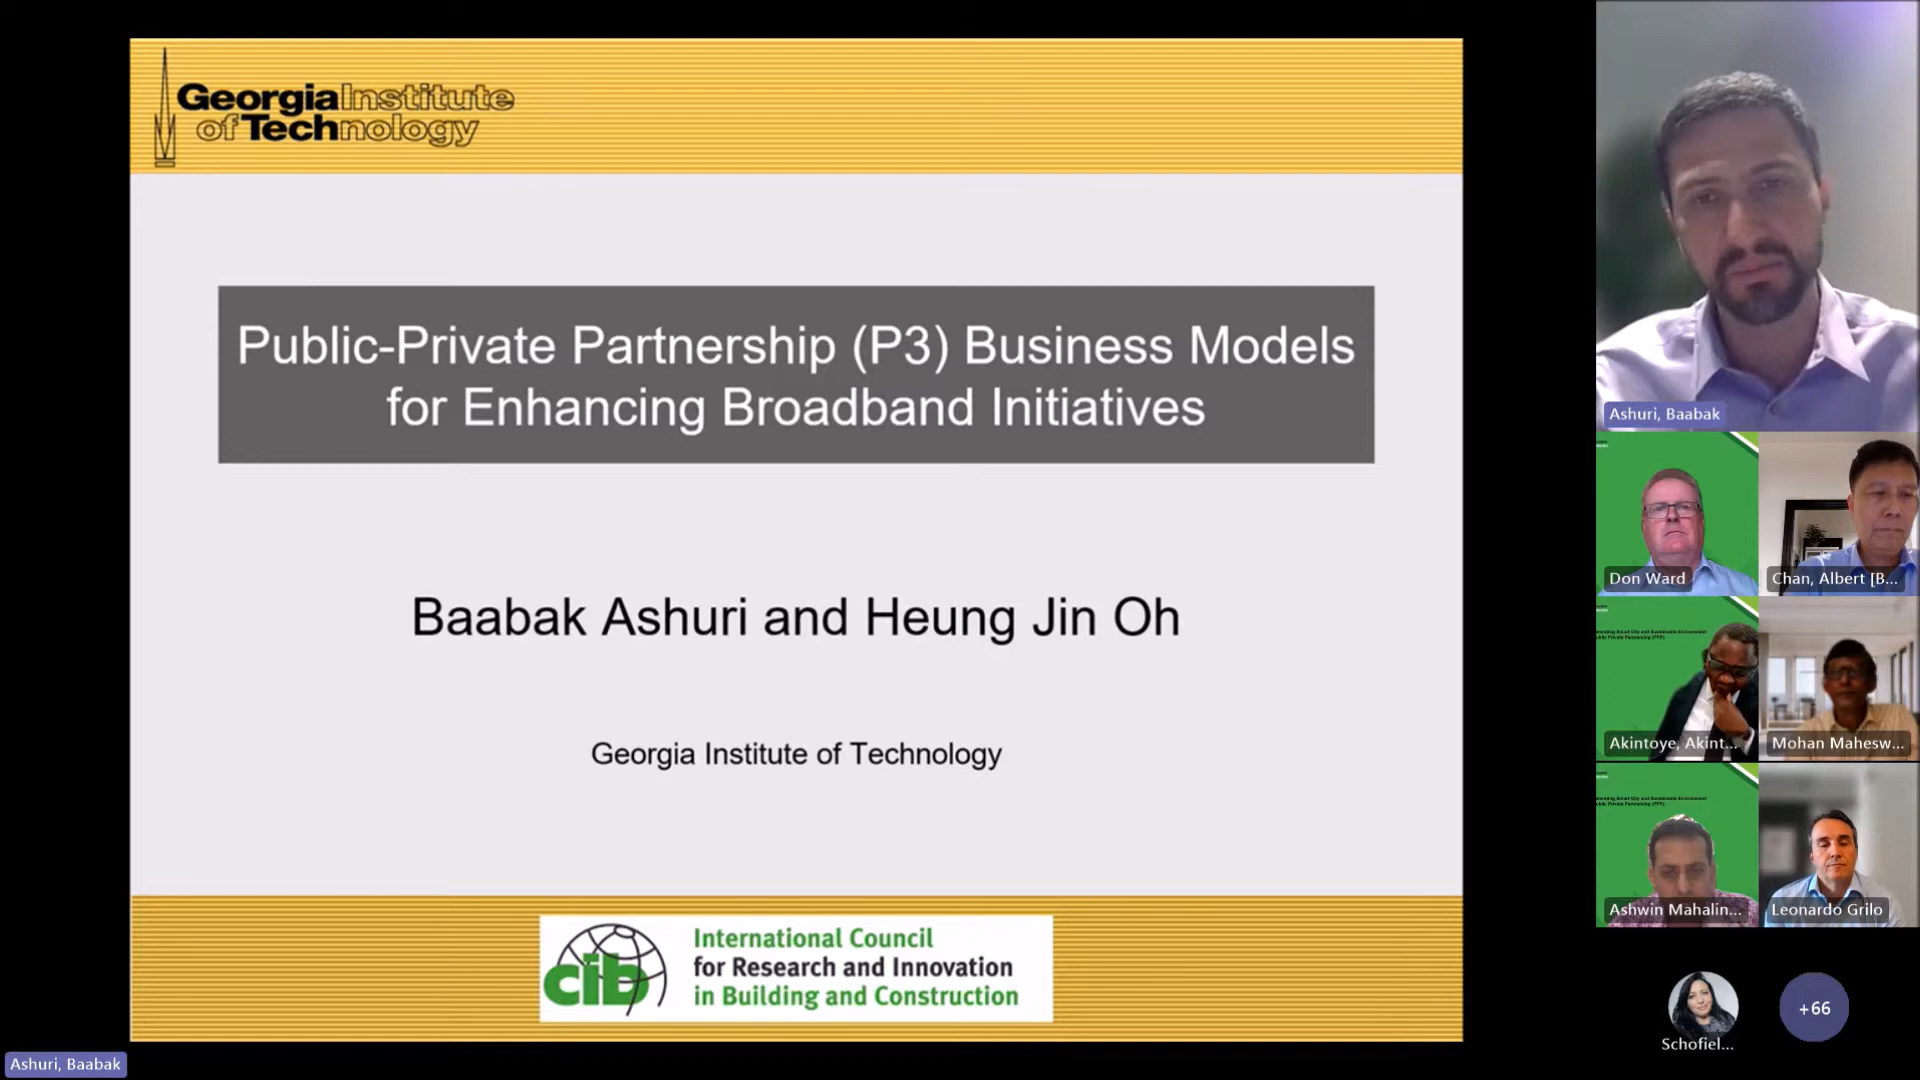 Georgia Institute
of Technology
Public-Private Partnership (P3) Business Models
for Enhancing Broadband Initiatives
Baabak Ashuri and Heung Jin Oh
Georgia Institute of Technology
cib
International Council
for Research and Innovation
in Building and Construction
Ashuri, Baabak
Ashuri, Baabak
Don Ward
Chan, Albert [B...
Akintoye, Akint...
Mohan Mahesw...
Ashwin Mahalin...
Leonardo Grilo
Schofiel...
+66